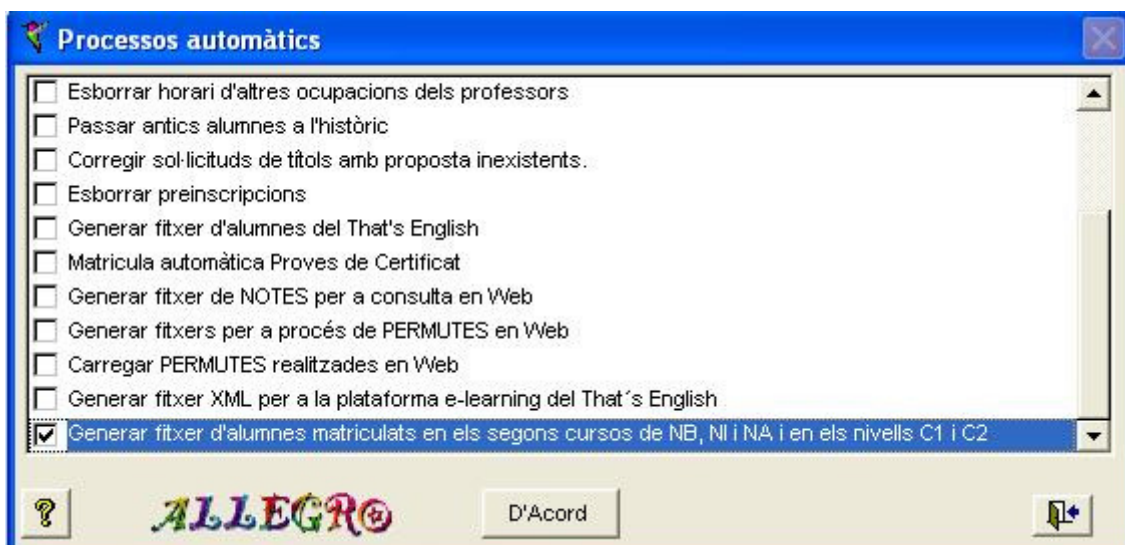 Processos automàtics
Esborrar horari d'altres ocupacions dels professors
Passar antics alumnes a l'històric
Corregir sol·licituds de títols amb proposta inexistents.
Esborrar preinscripcions
Generar fitxer d'alumnes del That's English
Matricula automàtica Proves de Certificat
Generar fitxer de NOTES per a consulta en Web
Generar fitxers per a procés de PERMUTES en Web
Carregar PERMUTES realitzades en Web
Generar fitxer XML per a la plataforma e-learning del That´s English
Generar fitxer d'alumnes matriculats en els segons cursos de NB, NI i NA i en els nivells C1 i C2
? ALLEGRO D'Acord